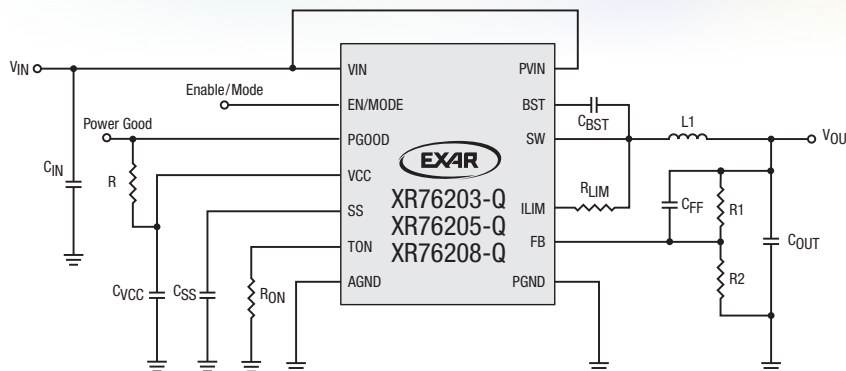 VIN
Enable/Mode
Power Good
CIN
R
CVCC
CSS
RON
VIN
EN/MODE
PGOOD
VCC
SS
TON
AGND
EXAR
XR76203-Q
XR76205-Q
XR76208-Q
PVIN
BST
SW
ILIM
FB
PGND
CBST
L1
RLIM
CFF
R1
R2
COUT
VOU